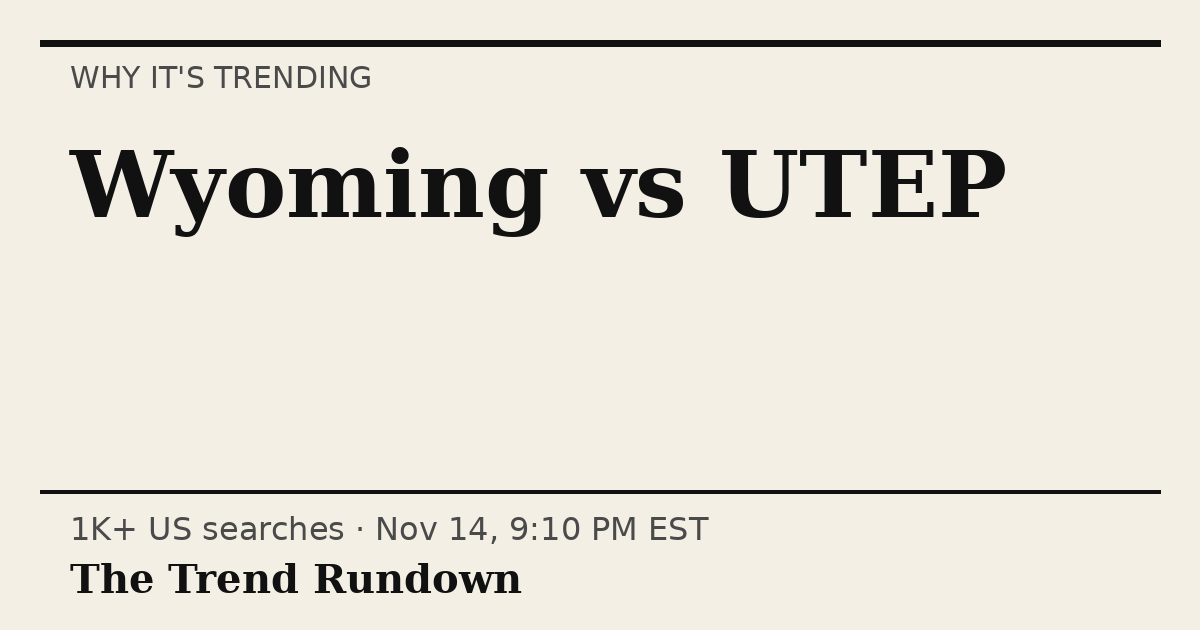 WHY IT'S TRENDING
Wyoming vs UTEP
1K+ US searches · Nov 14, 9:10 PM EST
The Trend Rundown